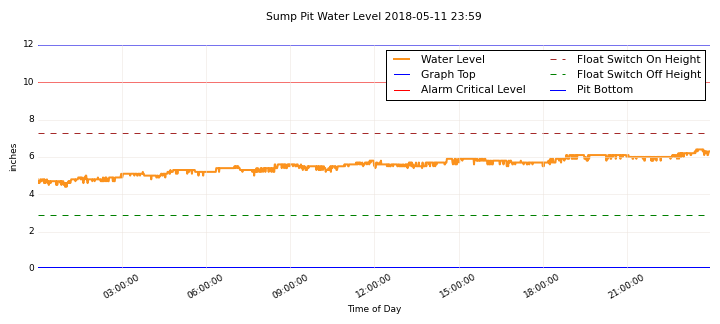 Sump Pit Water Level 2018-05-11 23:59
12
10
8
6
4
2
0
inches
Water Level
Graph Top
Alarm Critical Level
Float Switch On Height
Float Switch Off Height
Pit Bottom
03:00:00
06:00:00
09:00:00
12:00:00
15:00:00
18:00:00
21:00:00
Time of Day